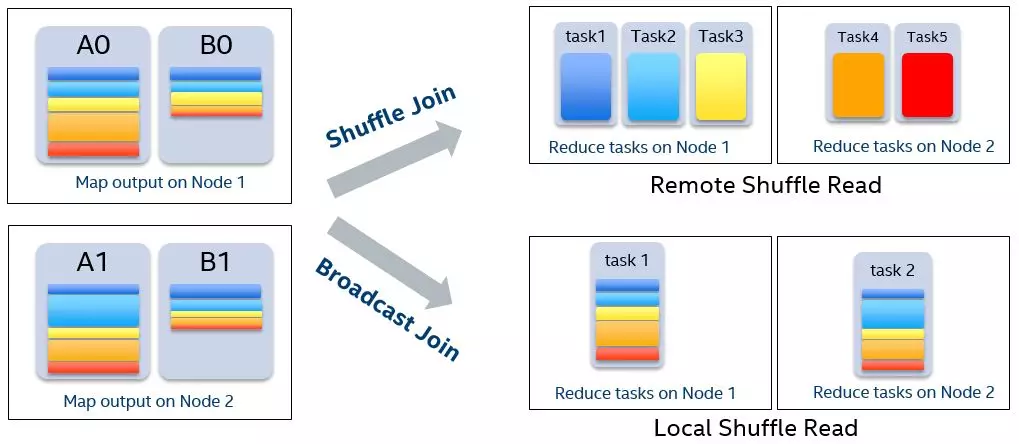 A0
B0
Map output on Node 1
A1
B1
Map output on Node 2
Shuffle Join
Broadcast Join
task1
Task2
Task3
Reduce tasks on Node 1
Task4
Task5
Reduce tasks on Node 2
Remote Shuffle Read
task 1
Reduce tasks on Node 1
task 2
Reduce tasks on Node 2
Local Shuffle Read